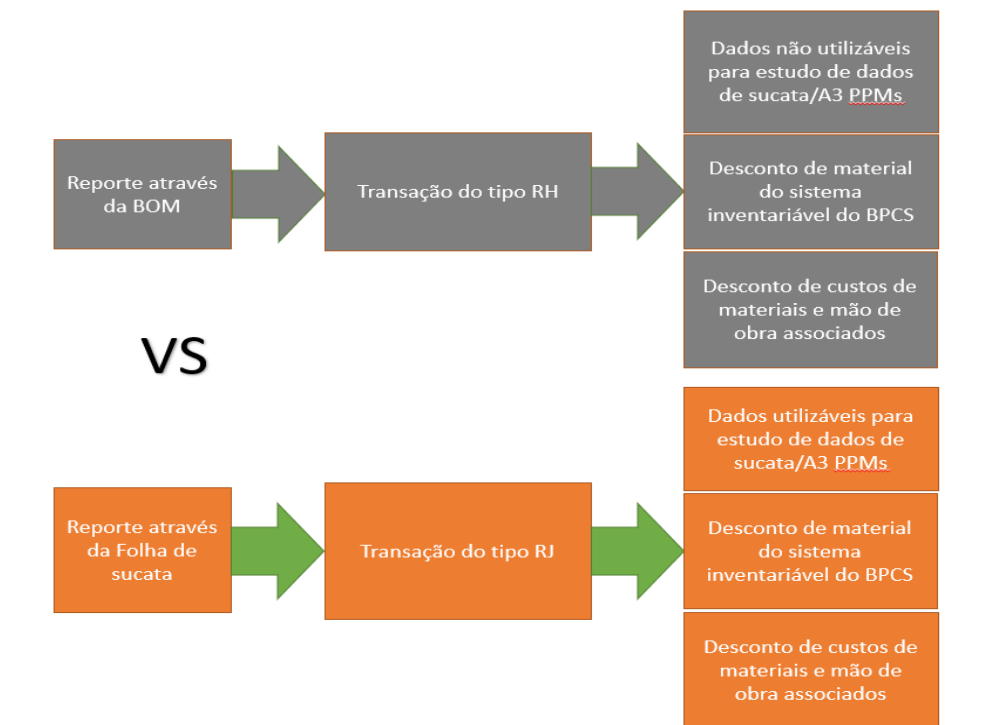 Dados não utilizáveis
para estudo de dados
de sucata/A3 PPMs
Reporte através
da BOM
Transação do tipo RH
Desconto de material
do sistema
inventariável do BPCS
Desconto de custos de
materiais e mão de
obra associados
VS
Dados utilizáveis para
estudo de dados de
sucata/A3 PPMs
Reporte através
da Folha de
sucata
Transação do tipo RJ
Desconto de material
do sistema
inventariável do BPCS
Desconto de custos de
materiais e mão de
obra associados